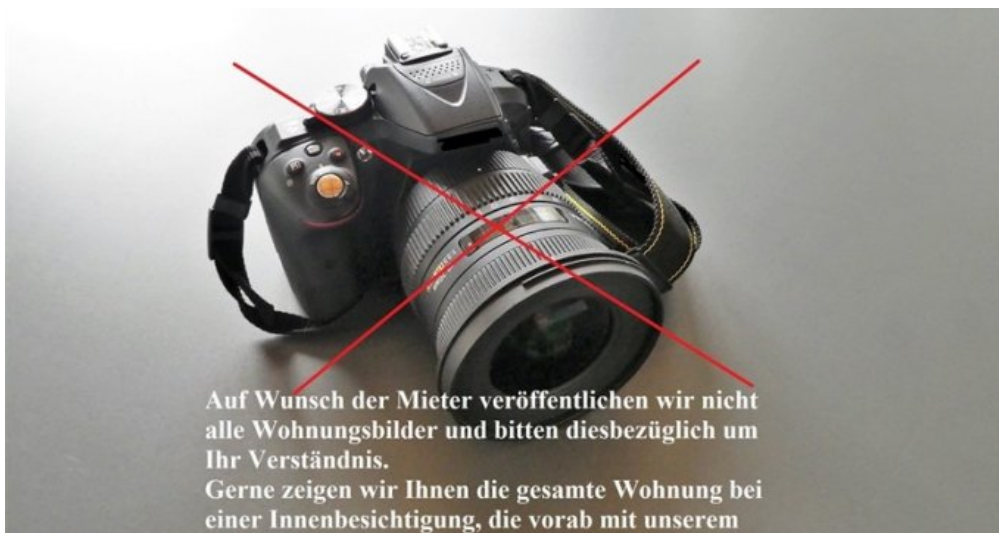 Auf Wunsch der Mieter veröffentlichen wir nicht
alle Wohnungsbilder und bitten diesbezüglich um
Ihr Verständnis.
Gerne zeigen wir Ihnen die gesamte Wohnung bei
einer Innenbesichtigung, die vorab mit unserem